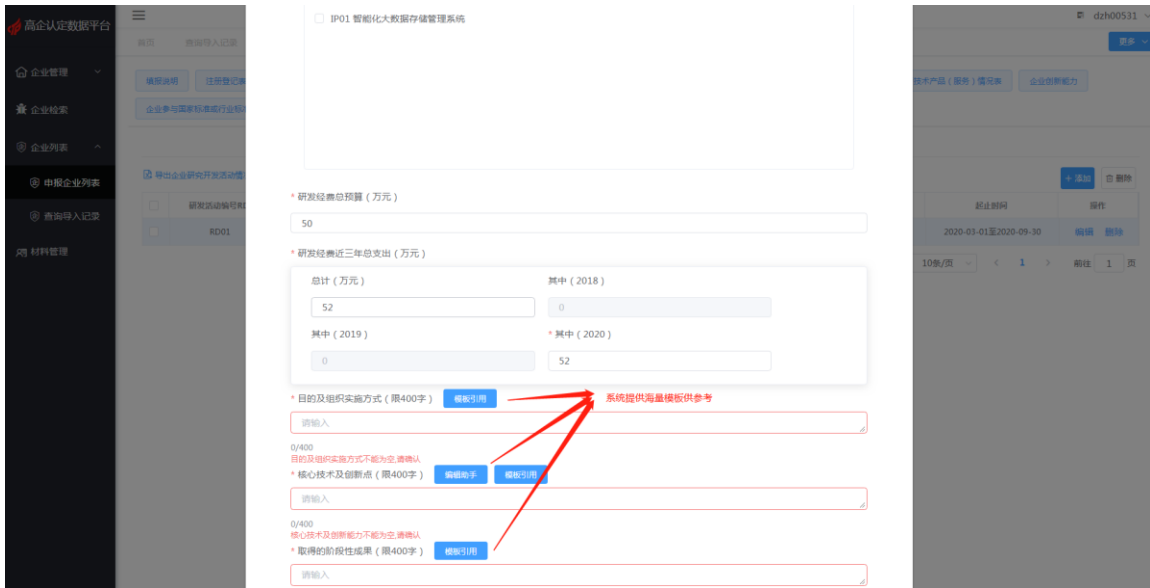 高企认定数据平台
企业管理
企业检索
企业列表
申报企业列表
查询导入记录
材料管理
dzh00531
首页
查询导入记录
更多
填报说明
注册登记表
技术产品（服务）情况表
企业创新能力
企业参与国家标准或行业标准
导出企业研究开发活动情
+ 添加
删除
研发活动编号RD
起止时间
操作
RD01
2020-03-01至2020-09-30
编辑 删除
10条/页
1
前往 1 页
IP01 智能化大数据存储管理系统
* 研发经费总预算（万元）
50
* 研发经费近三年总支出（万元）
总计（万元）
其中（2018）
52
0
其中（2019）
* 其中（2020）
0
52
* 目的及组织实施方式（限400字） 模板引用
系统提供海量模板供参考
请输入
0/400
目的及组织实施方式不能为空,请确认
* 核心技术及创新点（限400字） 编辑助手 模板引用
请输入
0/400
核心技术及创新能力不能为空,请确认
* 取得的阶段性成果（限400字） 模板引用
请输入